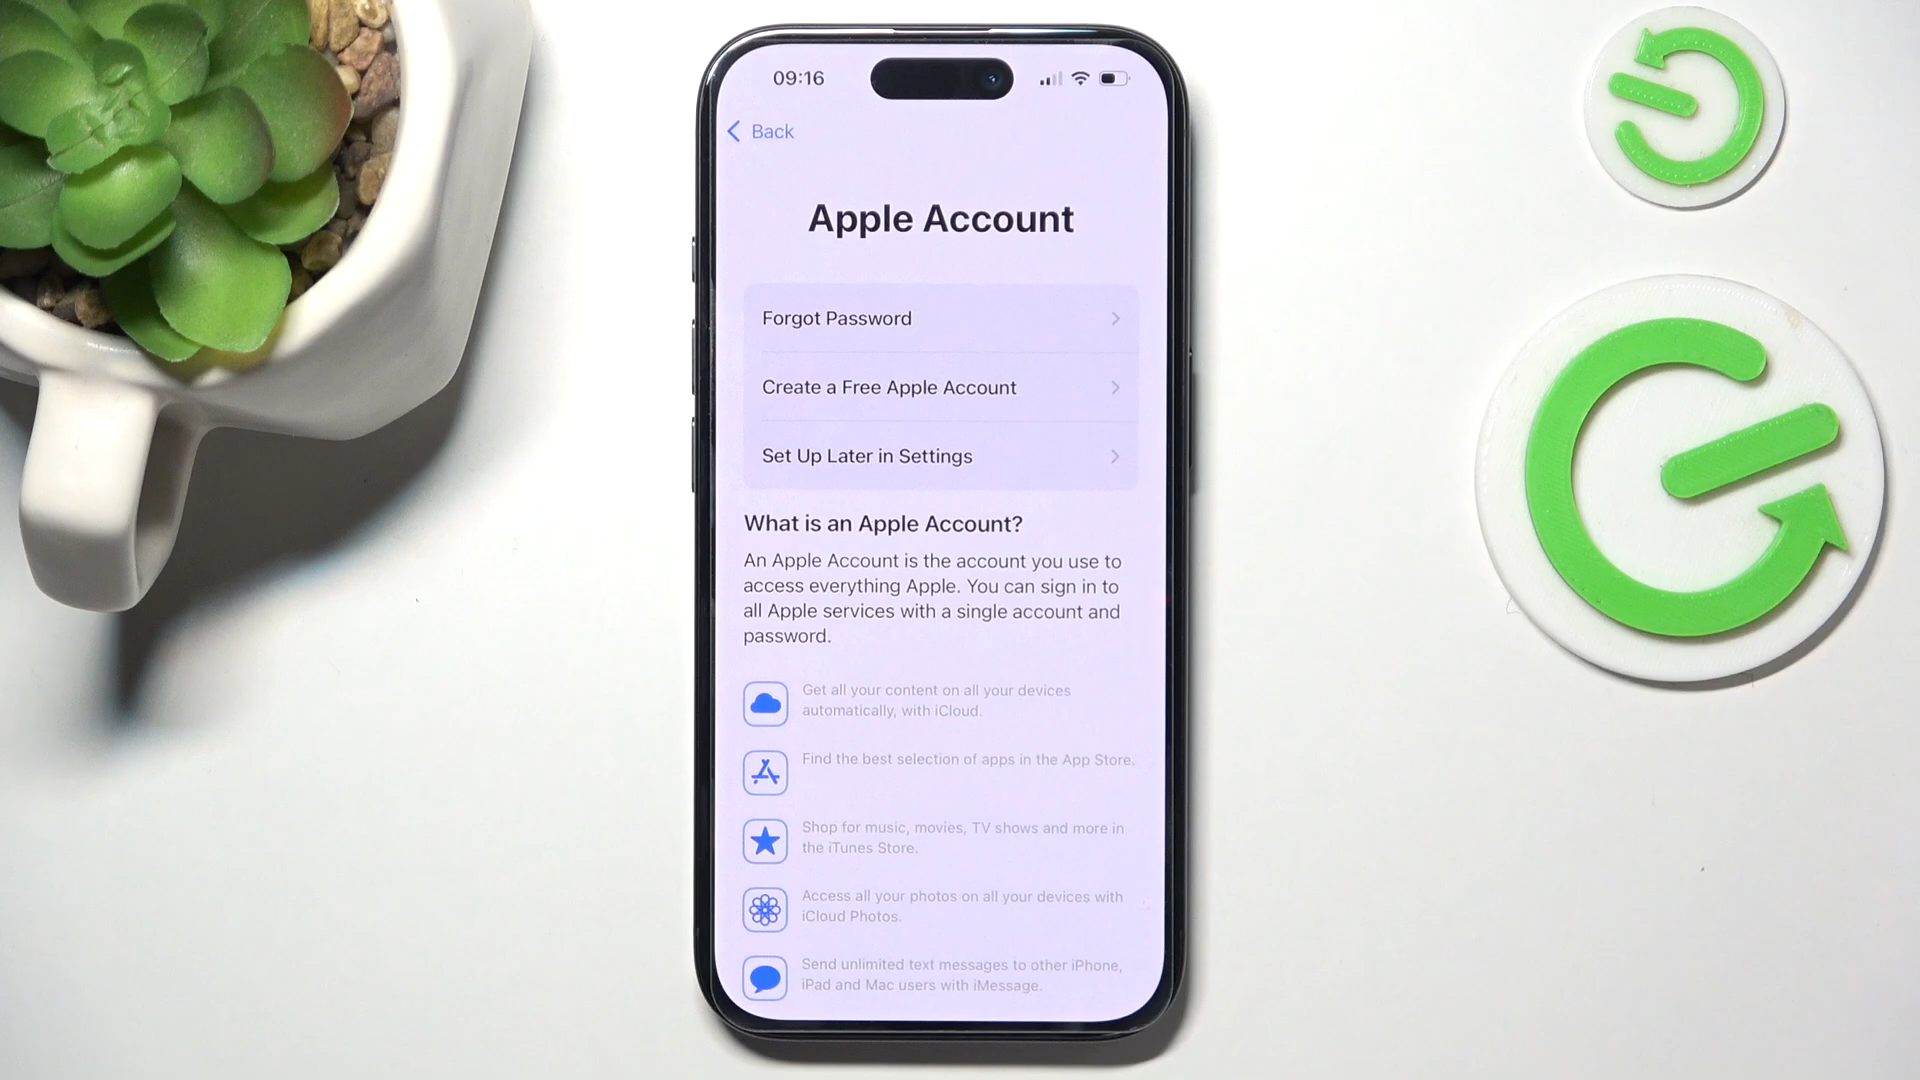 09:16
Back
Apple Account
Forgot Password
Create a Free Apple Account
Set Up Later in Settings
What is an Apple Account?
An Apple Account is the account you use to
access everything Apple. You can sign in to
all Apple services with a single account and
password.
Get all your content on all your devices
automatically, with iCloud.
Find the best selection of apps in the App Store.
Shop for music, movies, TV shows and more in
the iTunes Store.
Access all your photos on all your devices with
iCloud Photos.
Send unlimited text messages to other iPhone,
iPad and Mac users with iMessage.